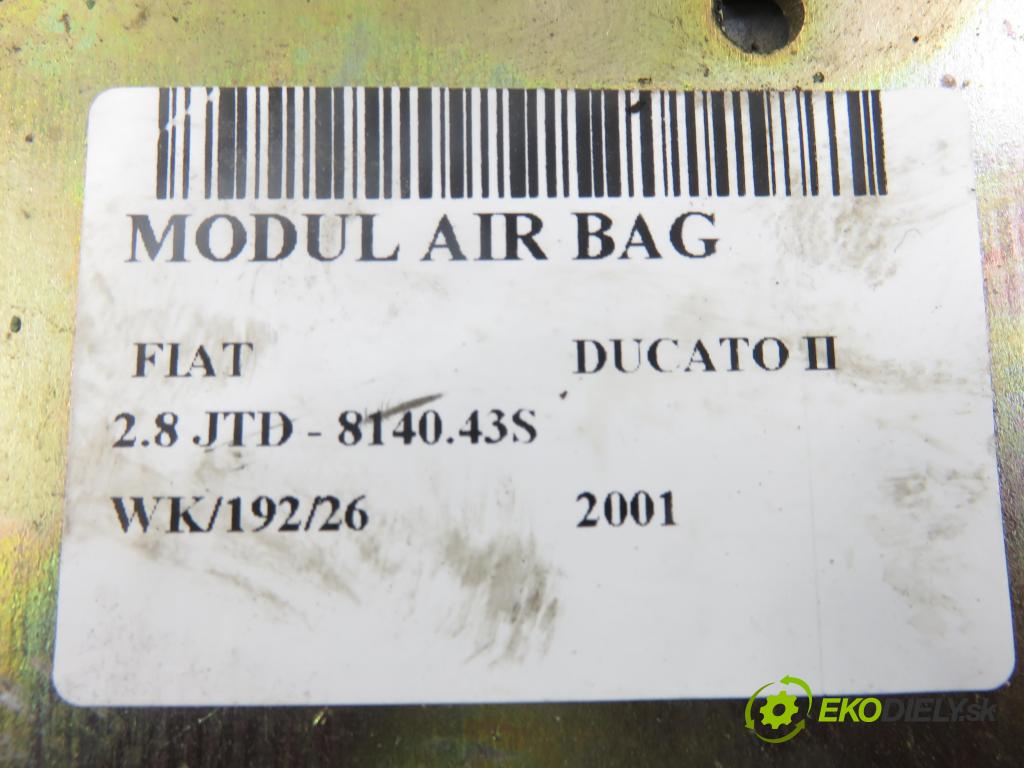 MODUL AIR BAG
FIAT DUCATO II
2.8 JTD - 8140.43S
WK/192/26 2001
EKODIELY.sk